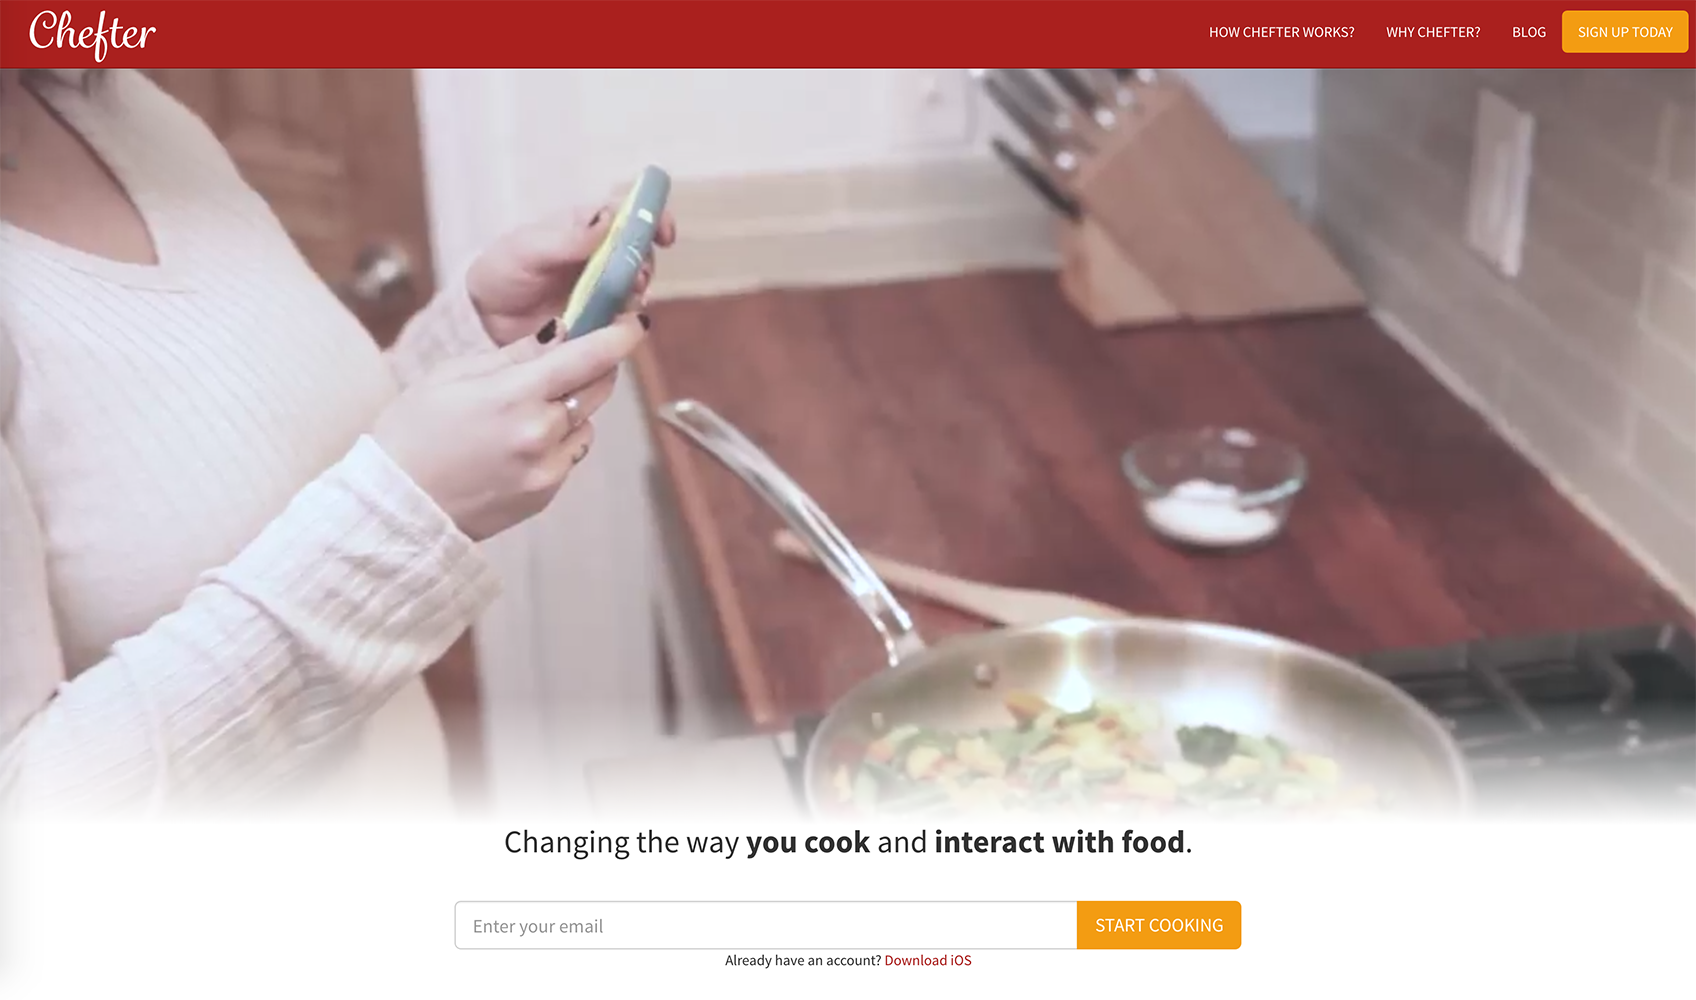 Chefter
HOW CHEFTER WORKS?
WHY CHEFTER?
BLOG
SIGN UP TODAY
Changing the way you cook and interact with food.
Enter your email
START COOKING
Already have an account? Download iOS